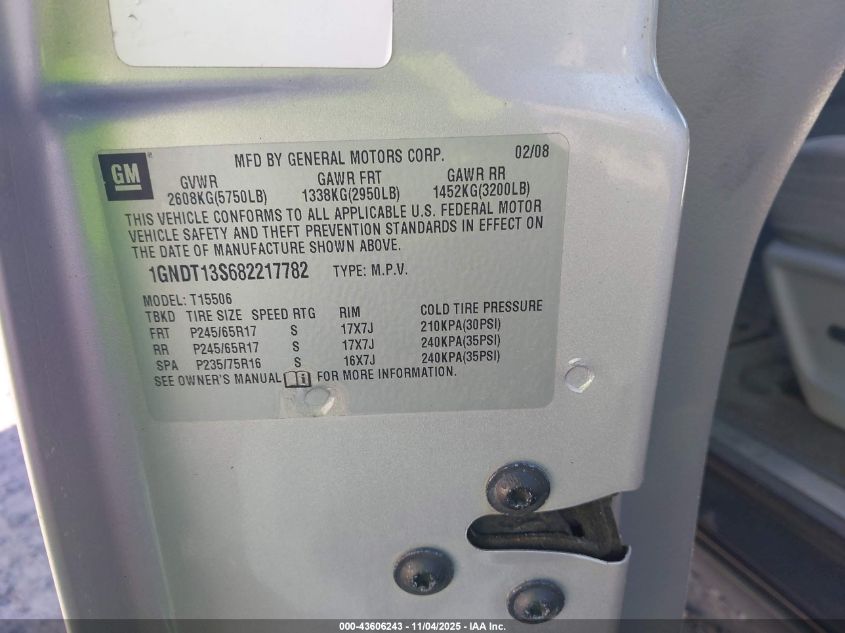 GM
MFD BY GENERAL MOTORS CORP. 02/08
GVWR GAWR FRT GAWR RR
2608KG(5750LB) 1338KG(2950LB) 1452KG(3200LB)
THIS VEHICLE CONFORMS TO ALL APPLICABLE U.S. FEDERAL MOTOR
VEHICLE SAFETY AND THEFT PREVENTION STANDARDS IN EFFECT ON
THE DATE OF MANUFACTURE SHOWN ABOVE.
1GNDT13S682217782 TYPE: M.P.V.
MODEL: T15506
TBKD TIRE SIZE SPEED RTG RIM COLD TIRE PRESSURE
FRT P245/65R17 S 17X7J 210KPA(30PSI)
RR P245/65R17 S 17X7J 240KPA(35PSI)
SPA P235/75R16 S 16X7J 240KPA(35PSI)
SEE OWNER'S MANUAL FOR MORE INFORMATION.
000-43606243 - 11/04/2025 - IAA Inc.